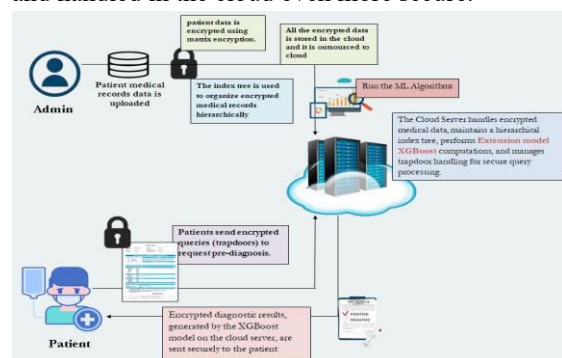 and handled in the cloud even more secure.
patient data is
encrypted using
matrix encryption.
All the encrypted data
is stored in the cloud
and it is outsourced to
cloud
Admin
Patient medical
records data is
uploaded
The index tree is used
to organize encrypted
medical records
hierarchically
Run the ML Algorithm
The Cloud Server handles encrypted
medical data, maintains a hierarchical
index tree, perform Extension model
XGBoost computations, and manages
trapdoor handling for secure query
processing.
Patients send encrypted
queries (trapdoors) to
request pre-diagnosis.
Patient
Encrypted diagnostic results,
generated by the XGBoost
model on the cloud server, are
sent securely to the patient
POSITIVE
NEGATIVE